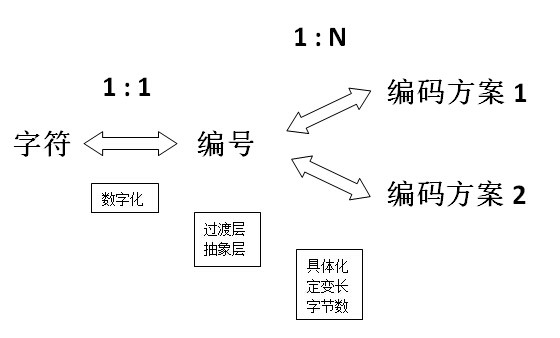 1 : N
1 : 1
编码方案 1
字符
编号
编码方案 2
数字化
过渡层
抽象层
具体化
定变长
字节数